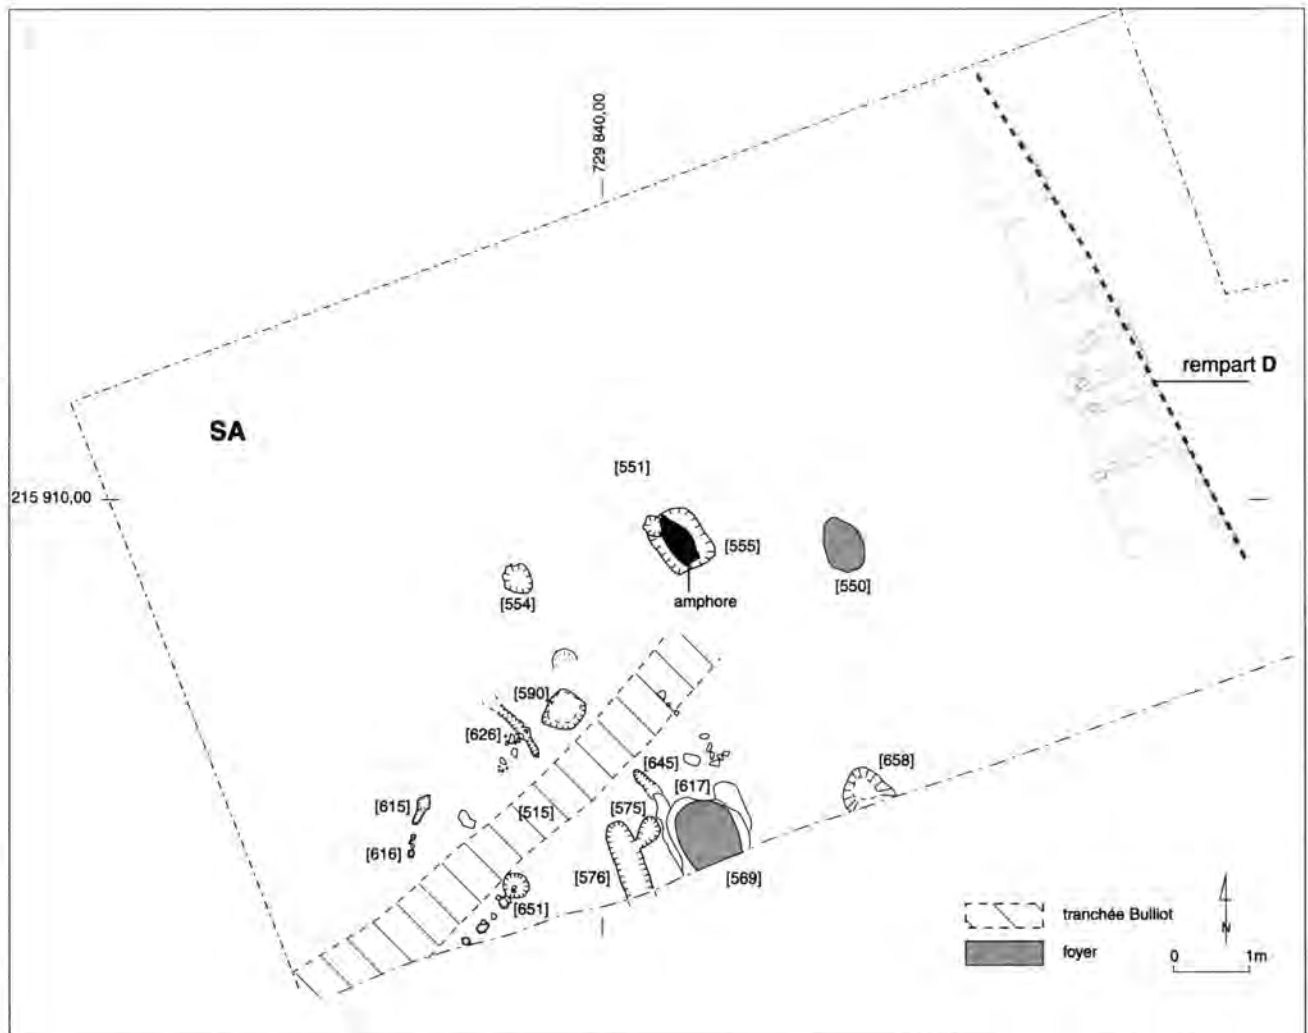 729 840,00
rempart D
SA
[551]
215 910,00
[555]
[550]
[554]
amphore
[590]
[626]
[645]
[658]
[617]
[615]
[515]
[575]
[616]
[576]
[569]
[651]
tranchée Bulliot
N
foyer
0 1m